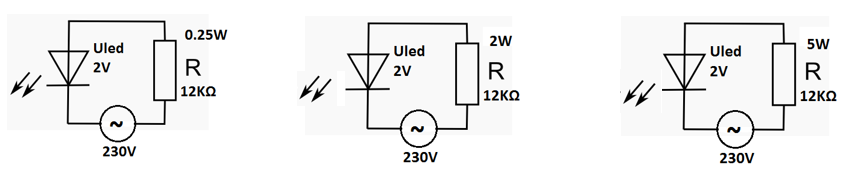 0.25W
Uled
2V
R
12KΩ
~
230V
2W
Uled
2V
R
12KΩ
~
230V
5W
Uled
2V
R
12KΩ
~
230V